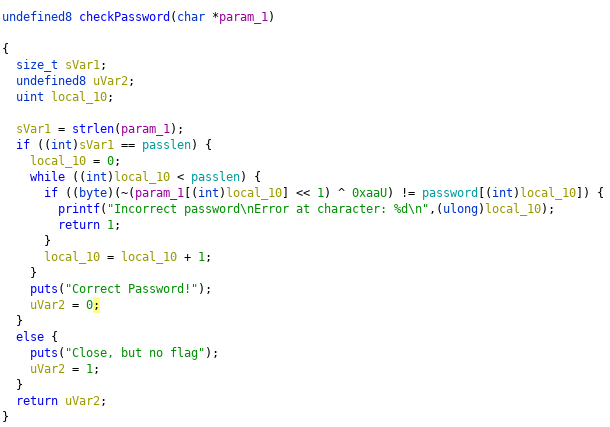 undefined8 checkPassword(char *param_1)
{
  size_t sVar1;
  undefined8 uVar2;
  uint local_10;
  sVar1 = strlen(param_1);
  if ((int)sVar1 == passlen) {
    local_10 = 0;
    while ((int)local_10 < passlen) {
      if ((byte)(~(param_1[(int)local_10] << 1) ^ 0xaaU) != password[(int)local_10]) {
        printf("Incorrect password\nError at character: %d\n",(ulong)local_10);
        return 1;
      }
      local_10 = local_10 + 1;
    }
    puts("Correct Password!");
    uVar2 = 0;
  }
  else {
    puts("Close, but no flag");
    uVar2 = 1;
  }
  return uVar2;
}